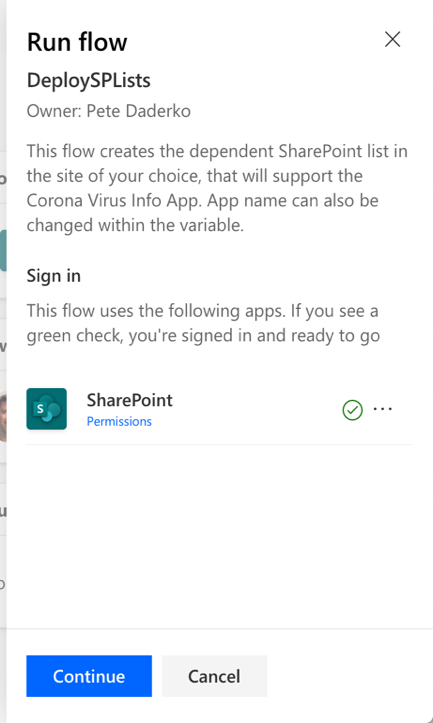 Run flow
DeploySPLists
Owner: Pete Daderko
This flow creates the dependent SharePoint list in
the site of your choice, that will support the
Corona Virus Info App. App name can also be
changed within the variable.
Sign in
This flow uses the following apps. If you see a
green check, you're signed in and ready to go
S
SharePoint
Permissions
Continue
Cancel